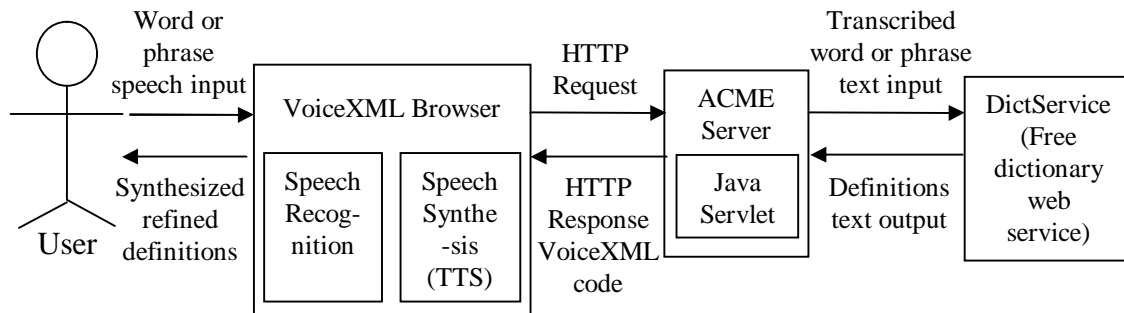 Word or
phrase
speech input
Synthesized
refined
definitions
User
VoiceXML Browser
Speech
Recog-
nition
Speech
Synthe
-sis
(TTS)
HTTP
Request
HTTP
Response
VoiceXML
code
ACME
Server
Java
Servlet
Transcribed
word or phrase
text input
Definitions
text output
DictService
(Free
dictionary
web
service)